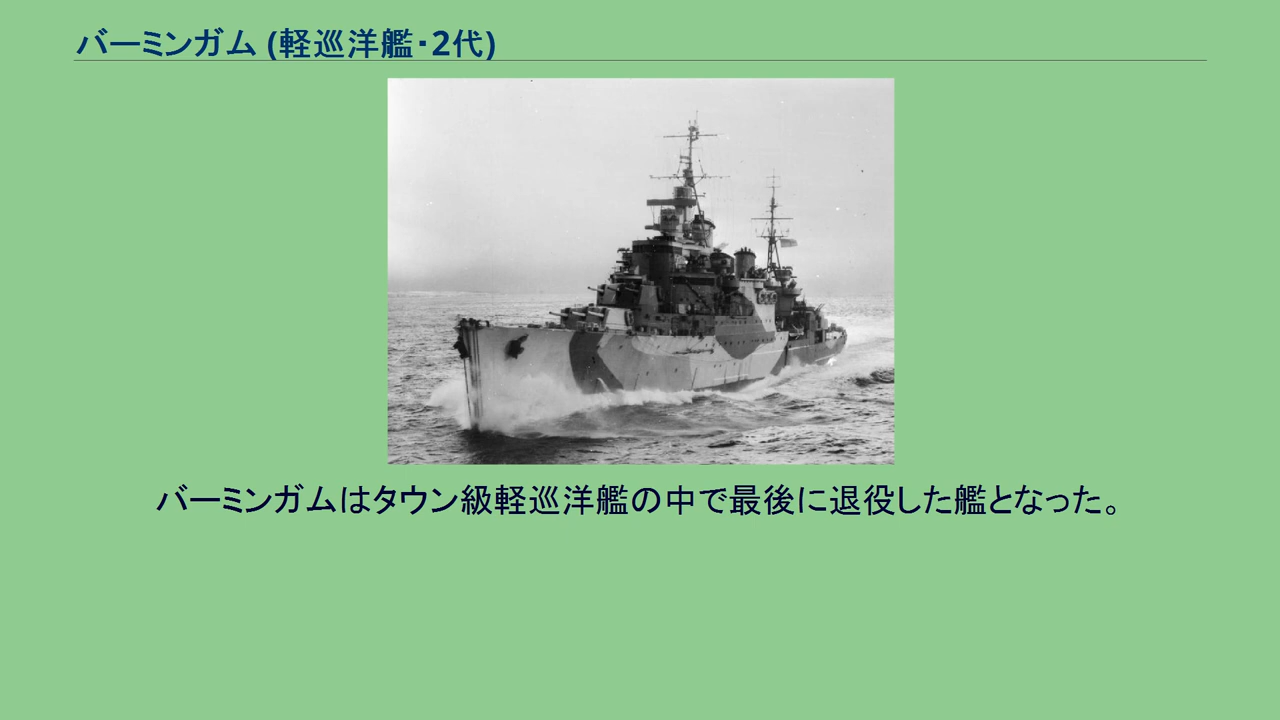 バーミンガム (軽巡洋艦・2代)
バーミンガムはタウン級軽巡洋艦の中で最後に退役した艦となった。